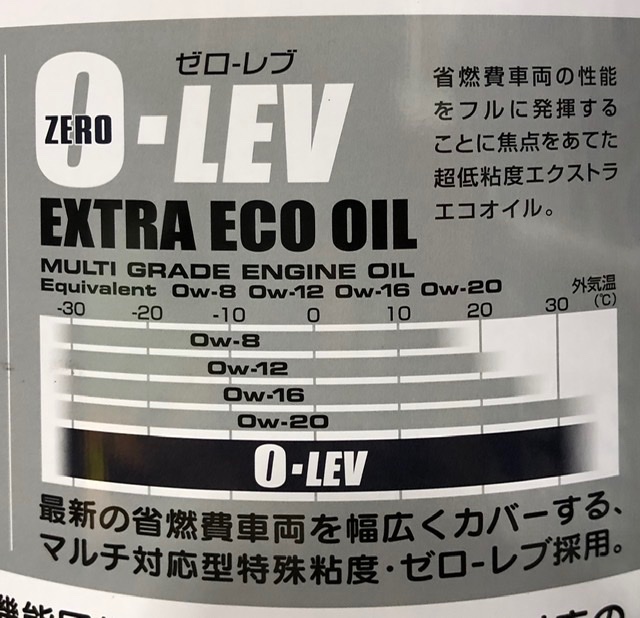 ゼロ-レブ
0-LEV
ZERO
省燃費車両の性能
をフルに発揮する
ことに焦点をあてた
超低粘度エクストラ
エコオイル。
EXTRA ECO OIL
MULTI GRADE ENGINE OIL
Equivalent 0w-8 0w-12 0w-16 0w-20
外気温
(℃)
-30 -20 -10 0 10 20 30
0w-8
0w-12
0w-16
0w-20
0-LEV
最新の省燃費車両を幅広くカバーする、
マルチ対応型特殊粘度・ゼロ-レブ採用。